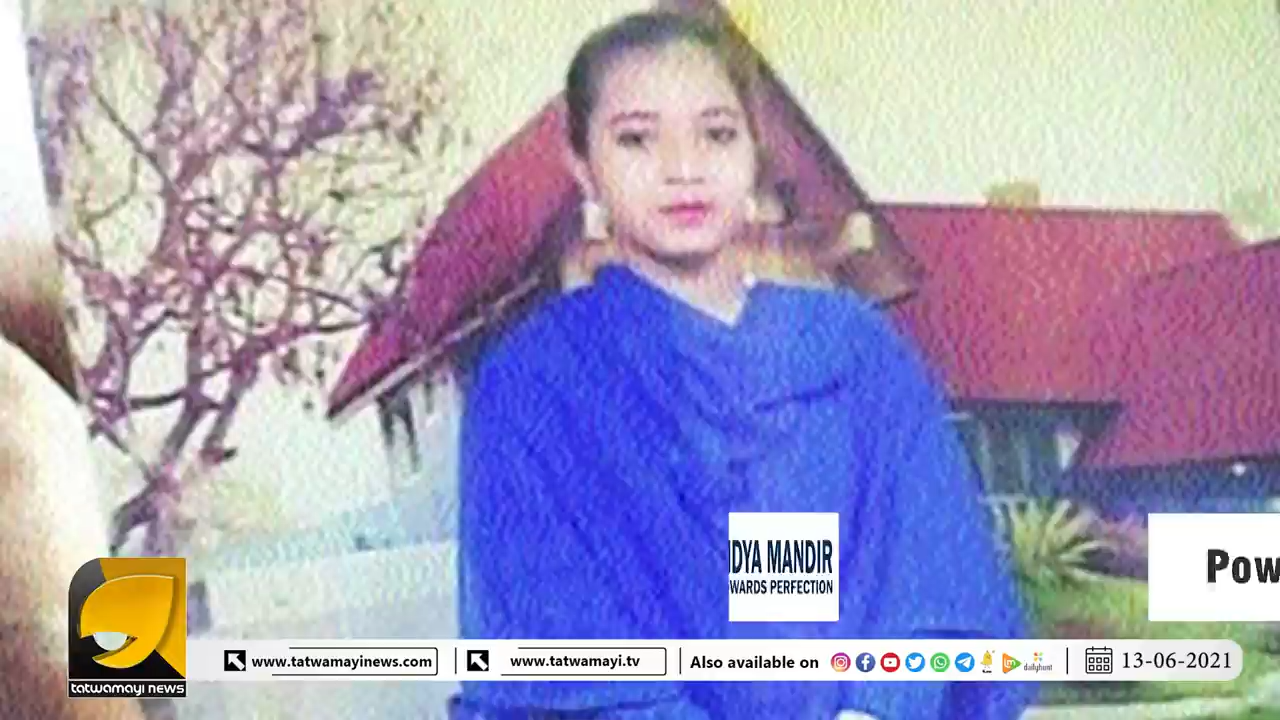 IDYA MANDIR
WARDS PERFECTION
Pow
tatwamayi news
www.tatwamayinews.com
www.tatwamayi.tv
Also available on
dailyhunt
13-06-2021